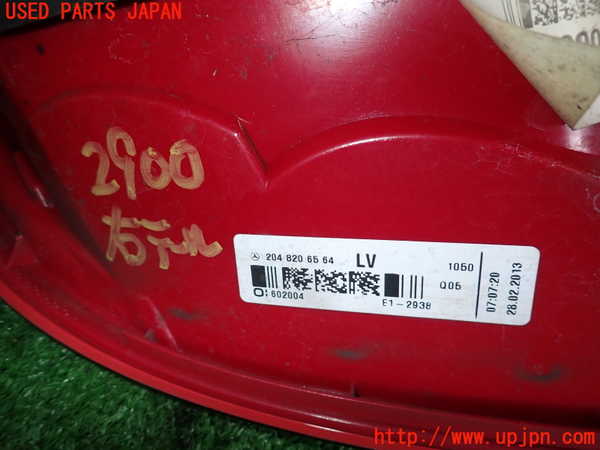 USED PARTS JAPAN
2900
右テール
204 820 65 64 LV 1050
Q05
O: 602004 E1-2938
07:07:20
28.02.2013
http://www.upjpn.com/